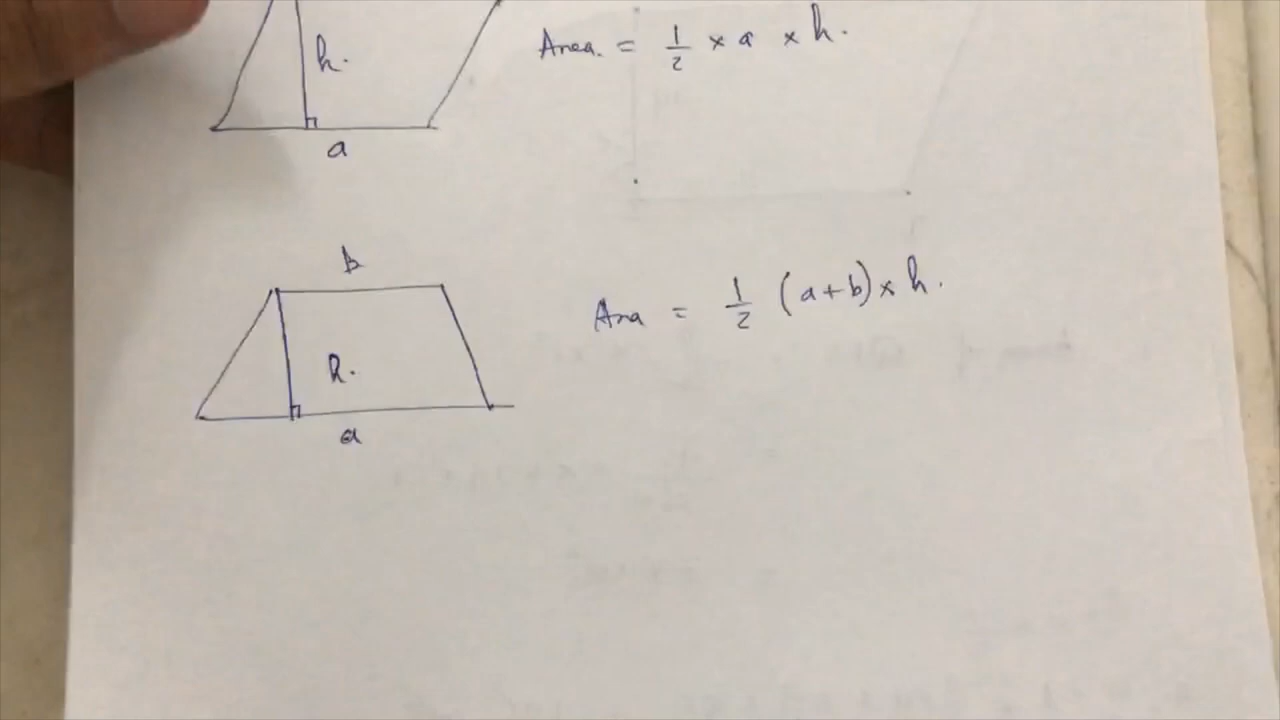 h.
Area. = 1/2 × a × h.
a
b
Area = 1/2 (a+b) × h.
h.
a